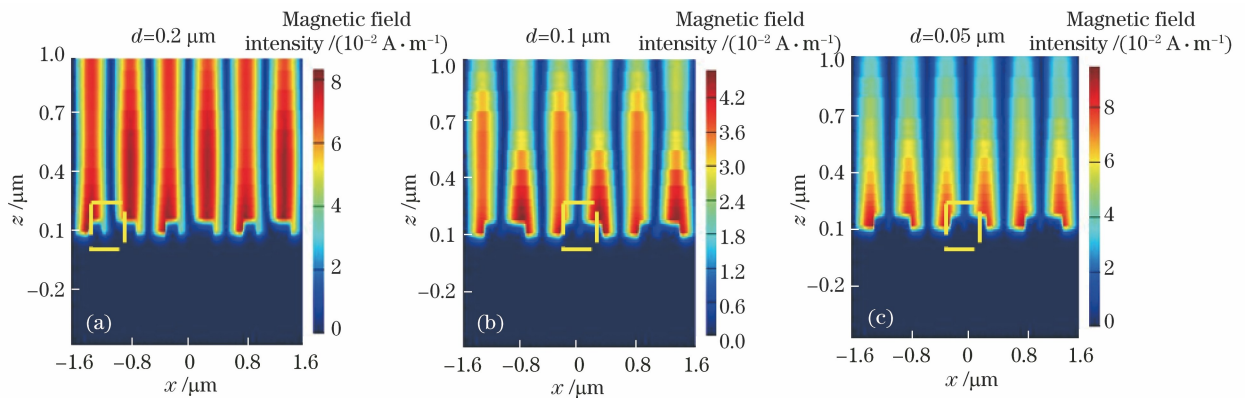 (a)
d=0.2 μm
Magnetic field
intensity /(10⁻² A·m⁻¹)
1.0
0.7
0.4
0.1
−0.2
z /μm
−1.6
−0.8
0
0.8
1.6
x /μm
8
6
4
2
0
(b)
d=0.1 μm
Magnetic field
intensity /(10⁻² A·m⁻¹)
1.0
0.7
0.4
0.1
−0.2
z /μm
−1.6
−0.8
0
0.8
1.6
x /μm
4.2
3.6
3.0
2.4
1.8
1.2
0.6
0.0
(c)
d=0.05 μm
Magnetic field
intensity /(10⁻² A·m⁻¹)
1.0
0.7
0.4
0.1
−0.2
z /μm
−1.6
−0.8
0
0.8
1.6
x /μm
8
6
4
2
0